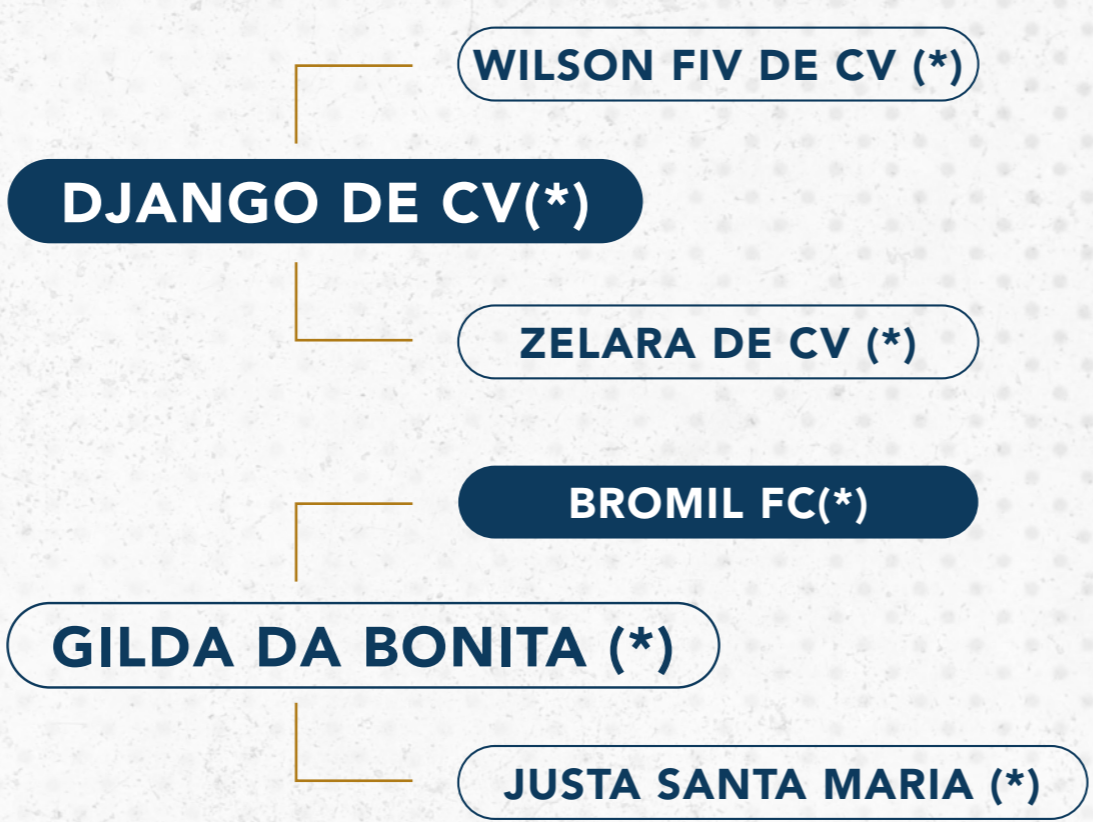 WILSON FIV DE CV (*)
DJANGO DE CV(*)
ZELARA DE CV (*)
BROMIL FC(*)
GILDA DA BONITA (*)
JUSTA SANTA MARIA (*)